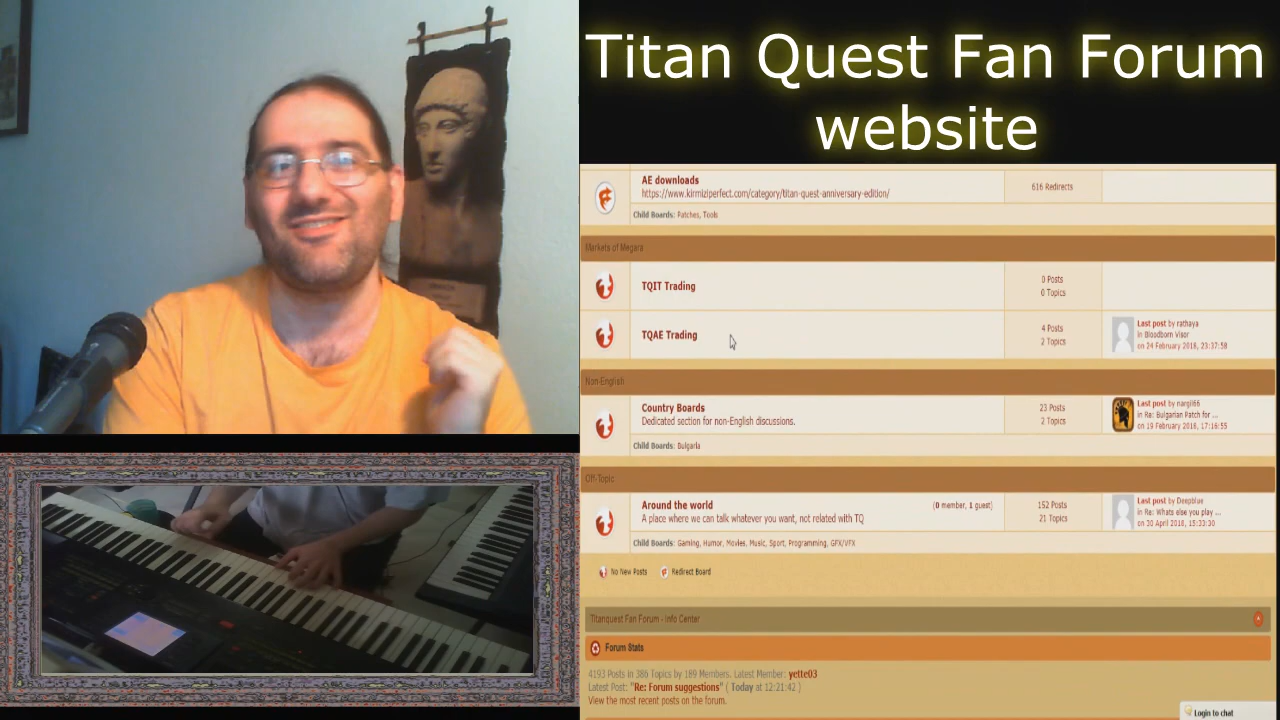 Titan Quest Fan Forum
website
AE downloads
https://www.kirmiziperfect.com/category/titan-quest-anniversary-edition/
616 Redirects
Child Boards: Patches, Tools
Markets of Megara
TQIT Trading
0 Posts
0 Topics
TQAE Trading
4 Posts
2 Topics
Last post by rathaya
in Bloodborn Visor
on 24 February 2018, 23:37:58
Non-English
Country Boards
Dedicated section for non-English discussions.
23 Posts
2 Topics
Last post by nargil66
in Re: Bulgarian Patch for ...
on 19 February 2018, 17:16:55
Child Boards: Bulgaria
Off-Topic
Around the world
(0 member, 1 guest)
A place where we can talk whatever you want, not related with TQ
152 Posts
21 Topics
Last post by Deepblue
in Re: Whats else you play ...
on 30 April 2018, 15:33:30
Child Boards: Gaming, Humor, Movies, Music, Sport, Programming, GFX/VFX
No New Posts
Redirect Board
Titanquest Fan Forum - Info Center
Forum Stats
4193 Posts in 386 Topics by 189 Members. Latest Member: yette03
Latest Post: "Re: Forum suggestions" ( Today at 12:21:42 )
View the most recent posts on the forum.
Login to chat